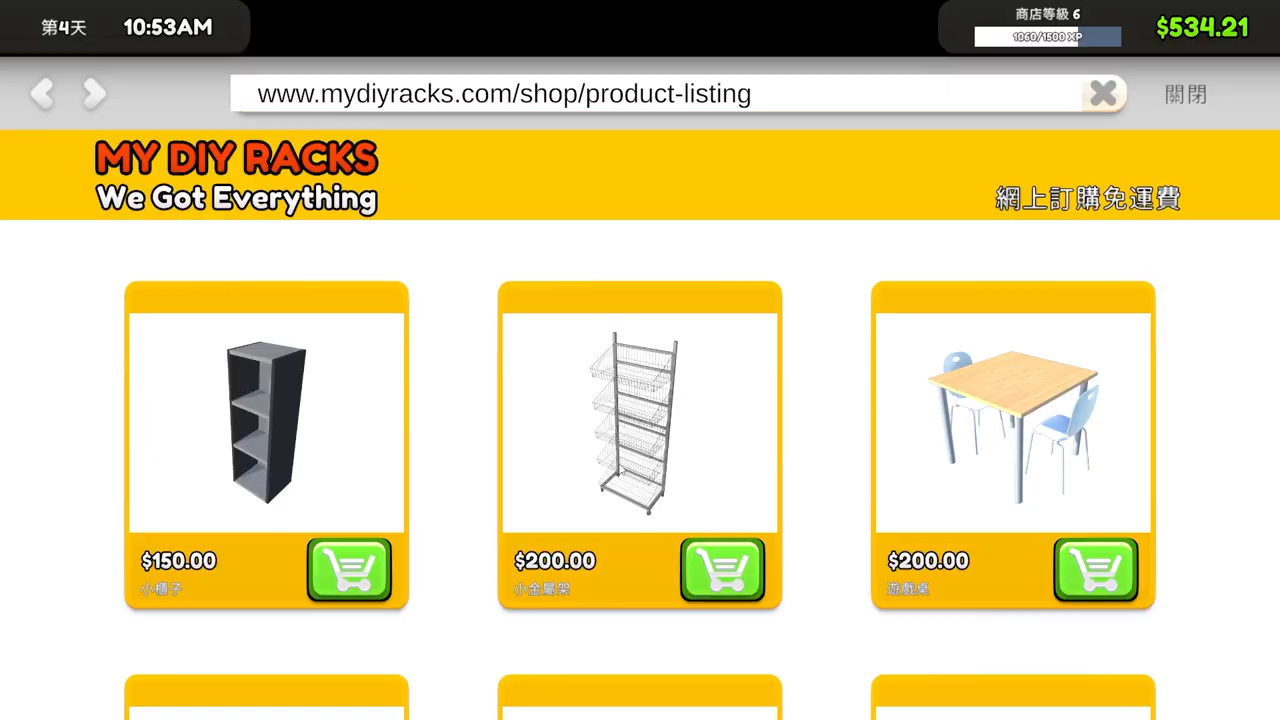 第4天
10:53AM
商店等級 6
1060/1500 XP
$534.21
www.mydiyracks.com/shop/product-listing
關閉
MY DIY RACKS
We Got Everything
網上訂購免運費
$150.00
小櫃子
$200.00
小金屬架
$200.00
遊戲桌